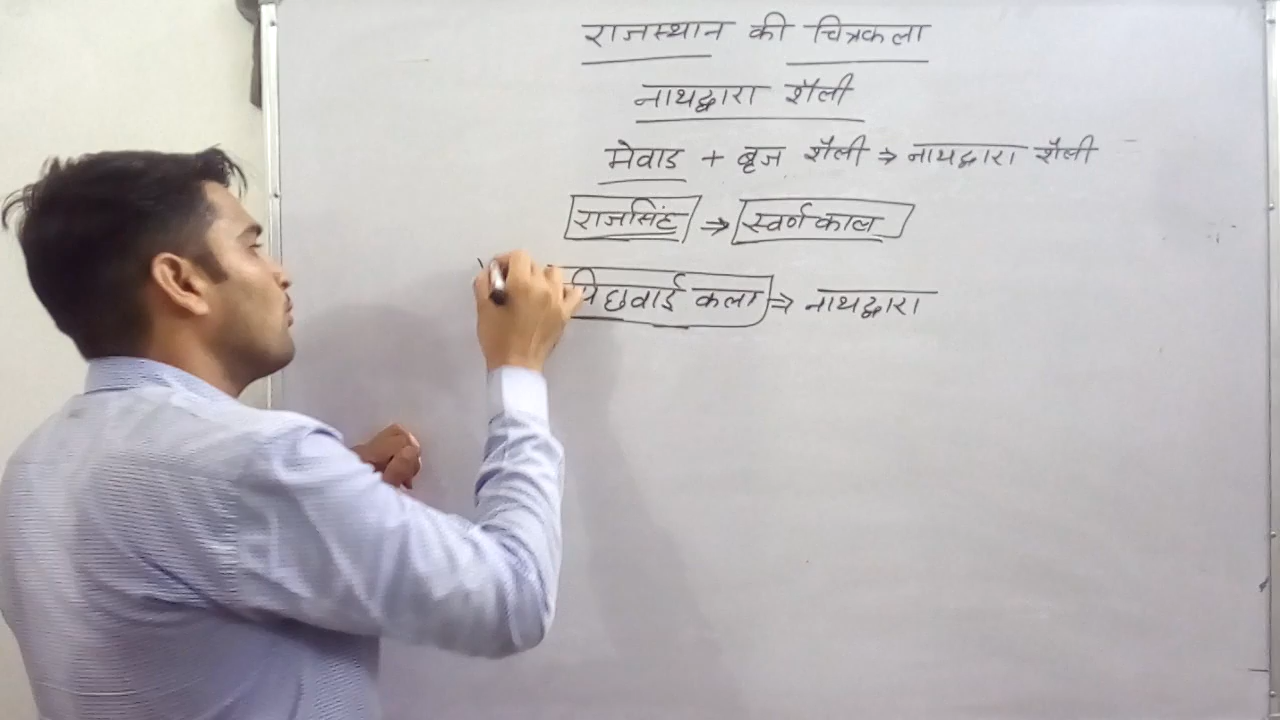 राजस्थान की चित्रकला
नाथद्वारा शैली
मेवाड + बृज शैली ⇒ नाथद्वारा शैली
राजसिंह ⇒ स्वर्णकाल
पिछवाई कला ⇒ नाथद्वारा